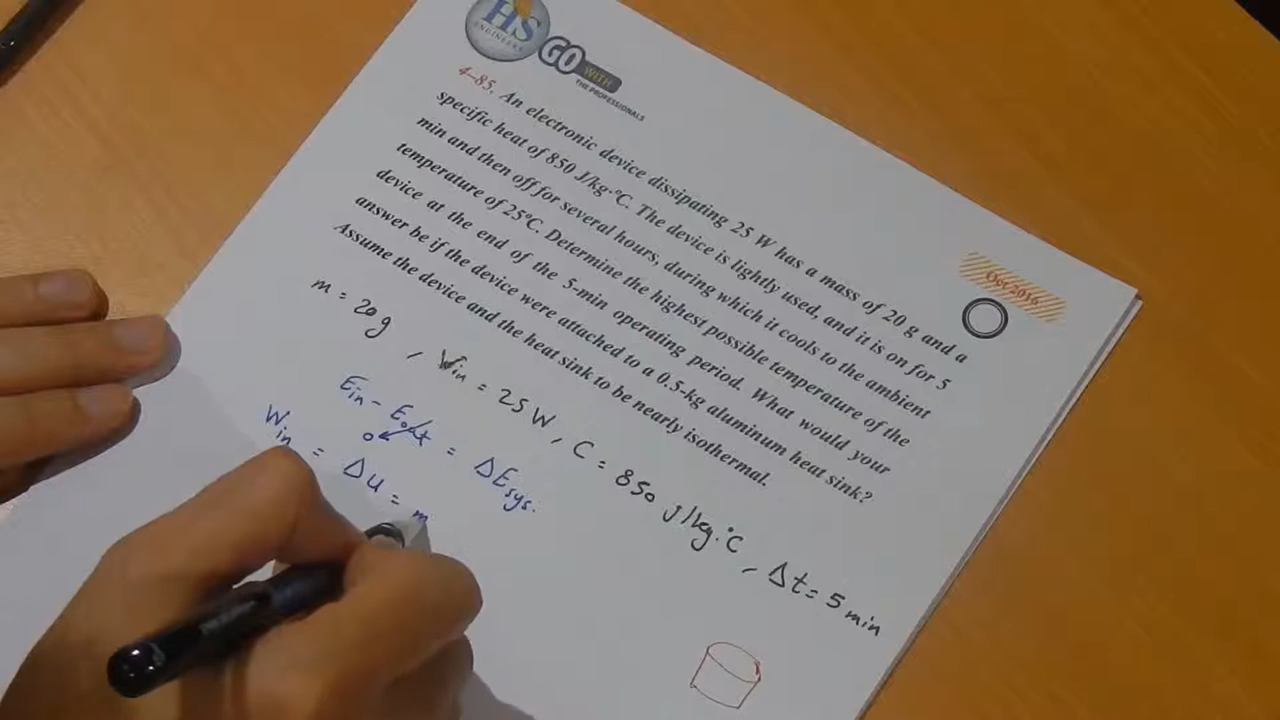 HS
ENGINEERS
GO
WITH
THE PROFESSIONALS
4–85. An electronic device dissipating 25 W has a mass of 20 g and a
specific heat of 850 J/kg·°C. The device is lightly used, and it is on for 5
min and then off for several hours, during which it cools to the ambient
temperature of 25°C. Determine the highest possible temperature of the
device at the end of the 5-min operating period. What would your
answer be if the device were attached to a 0.5-kg aluminum heat sink?
Assume the device and the heat sink to be nearly isothermal.
Oct/2016
m = 20g , Ẇin = 25W , C = 850 J/kg.°C , Δt = 5 min
Ein - Eout = ΔEsys.
0
Win = ΔU = m